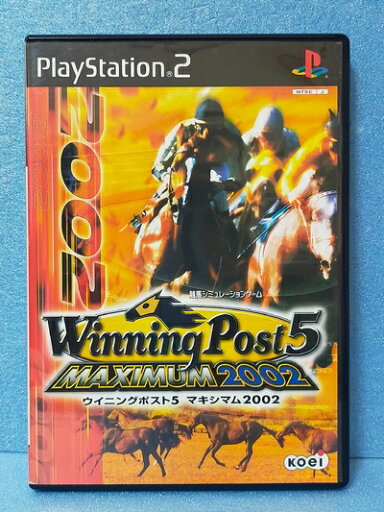 PlayStation®2
NTSC J
2002
競馬シミュレーションゲーム
Winning Post 5
MAXIMUM 2002
ウイニングポスト5 マキシマム2002
KOEI